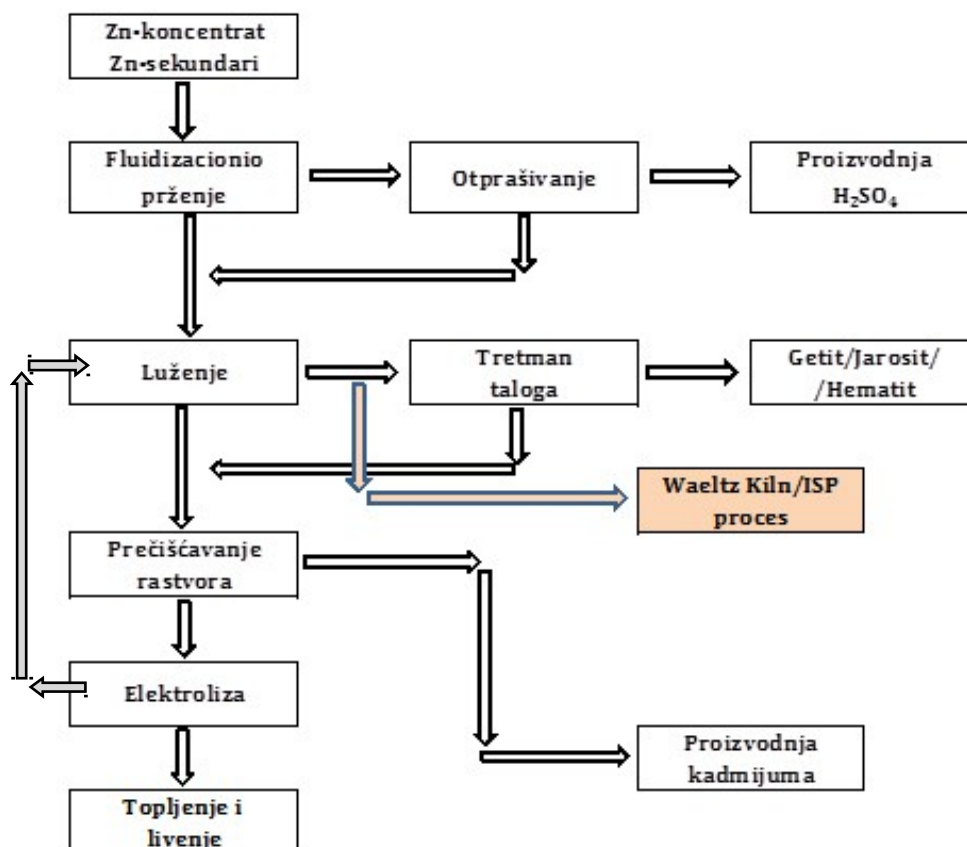 Zn-koncentrat
Zn-sekundari
Fluidizacionio
prženje
Otprašivanje
Proizvodnja
H₂SO₄
Luženje
Tretman
taloga
Getit/Jarosit/
/Hematit
Waeltz Kiln/ISP
proces
Prečišćavanje
rastvora
Elektroliza
Proizvodnja
kadmijuma
Topljenje i
livenje